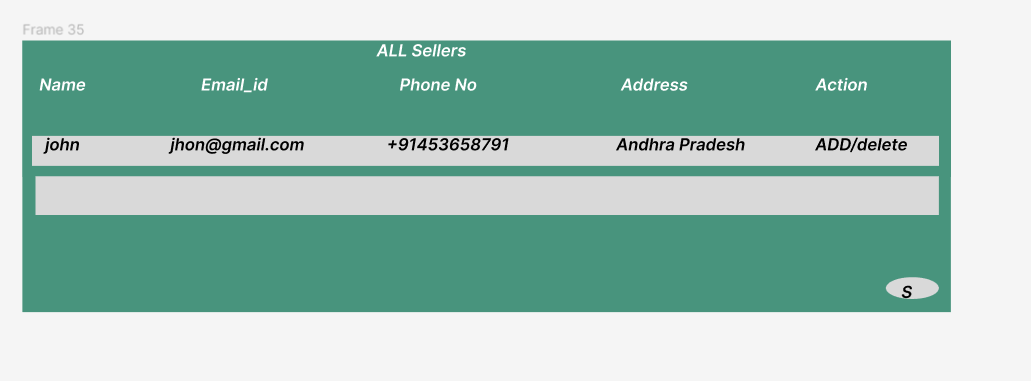 Frame 35
ALL Sellers
Name Email_id Phone No Address Action
john jhon@gmail.com +91453658791 Andhra Pradesh ADD/delete
S